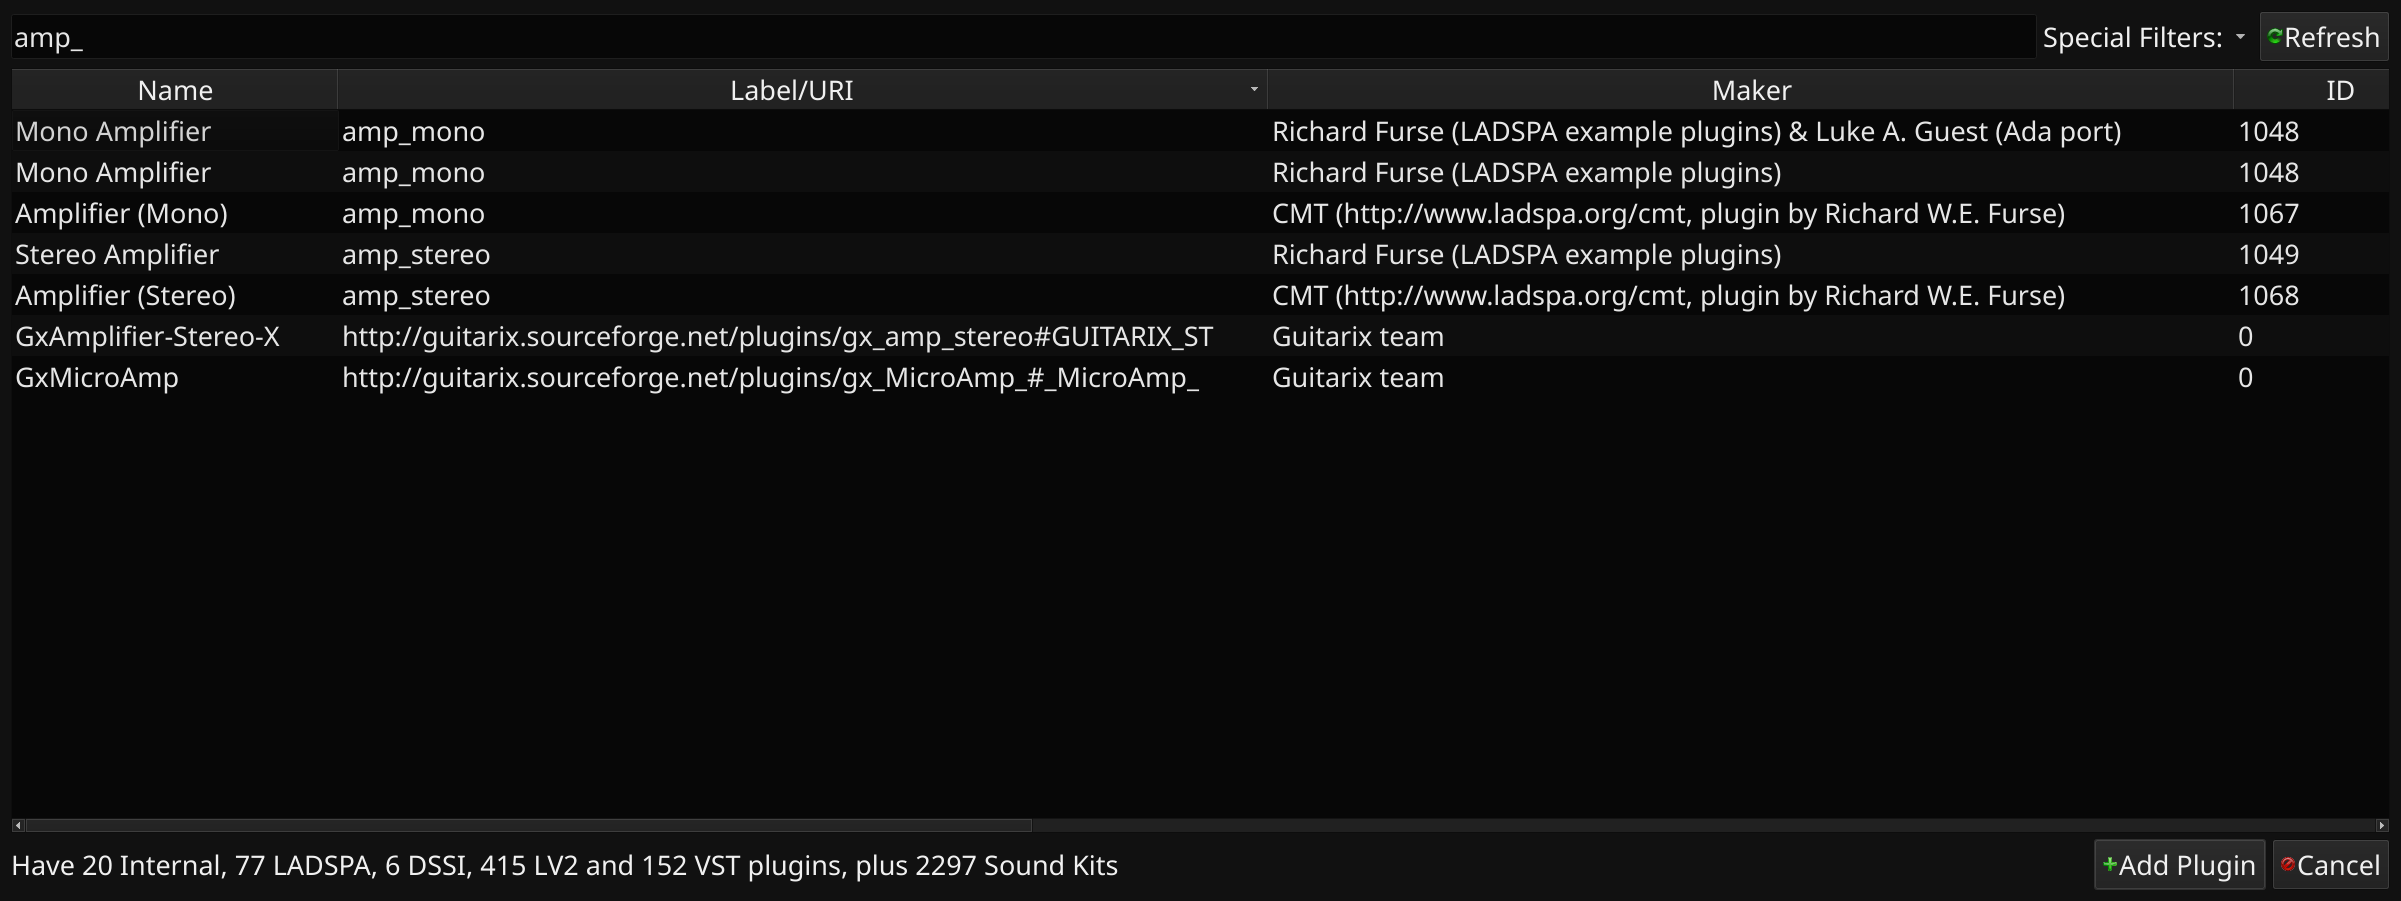 amp_ Special Filters: Refresh
Name Label/URI Maker ID
Mono Amplifier amp_mono Richard Furse (LADSPA example plugins) & Luke A. Guest (Ada port) 1048
Mono Amplifier amp_mono Richard Furse (LADSPA example plugins) 1048
Amplifier (Mono) amp_mono CMT (http://www.ladspa.org/cmt, plugin by Richard W.E. Furse) 1067
Stereo Amplifier amp_stereo Richard Furse (LADSPA example plugins) 1049
Amplifier (Stereo) amp_stereo CMT (http://www.ladspa.org/cmt, plugin by Richard W.E. Furse) 1068
GxAmplifier-Stereo-X http://guitarix.sourceforge.net/plugins/gx_amp_stereo#GUITARIX_ST Guitarix team 0
GxMicroAmp http://guitarix.sourceforge.net/plugins/gx_MicroAmp_#_MicroAmp_ Guitarix team 0
Have 20 Internal, 77 LADSPA, 6 DSSI, 415 LV2 and 152 VST plugins, plus 2297 Sound Kits Add Plugin Cancel